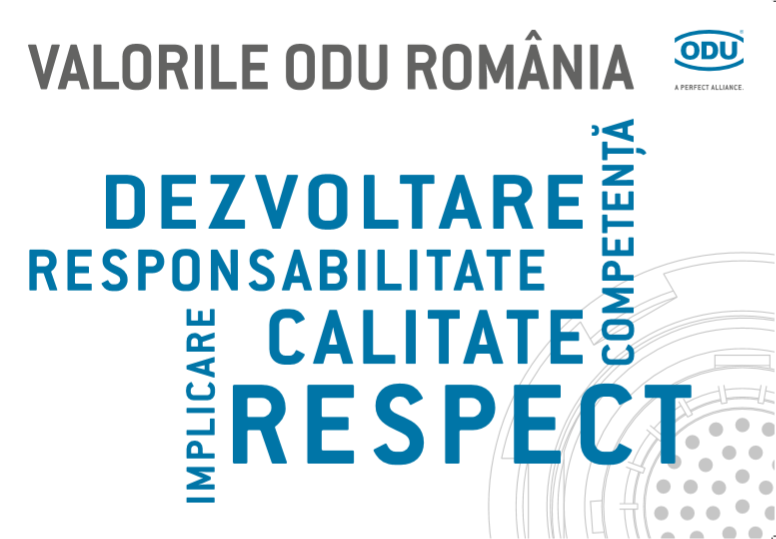 VALORILE ODU ROMÂNIA
ODU
A PERFECT ALLIANCE.
DEZVOLTARE
COMPETENȚĂ
RESPONSABILITATE
CALITATE
IMPLICARE
RESPECT